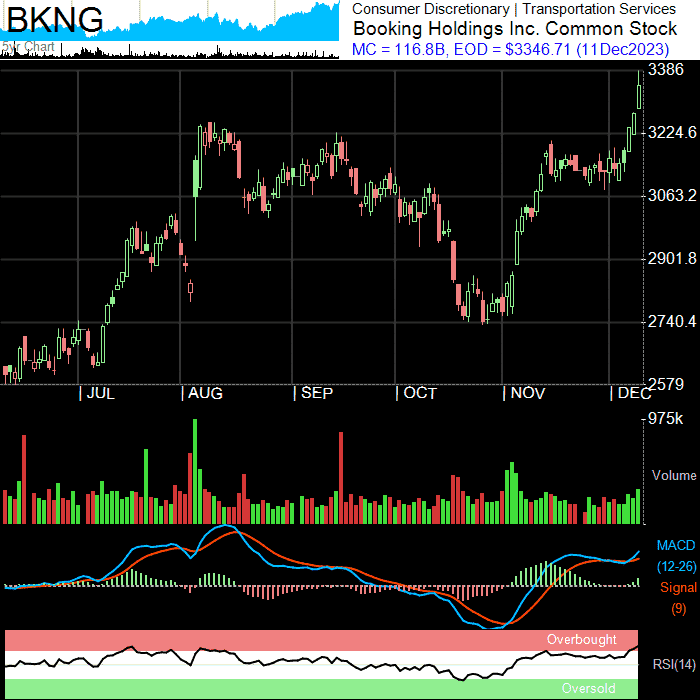 BKNG
5yr Chart
Consumer Discretionary | Transportation Services
Booking Holdings Inc. Common Stock
MC = 116.8B, EOD = $3346.71 (11Dec2023)
3386
3224.6
3063.2
2901.8
2740.4
2579
| JUL | AUG | SEP | OCT | NOV | DEC
975k
Volume
MACD
(12-26)
Signal
(9)
Overbought
RSI(14)
Oversold